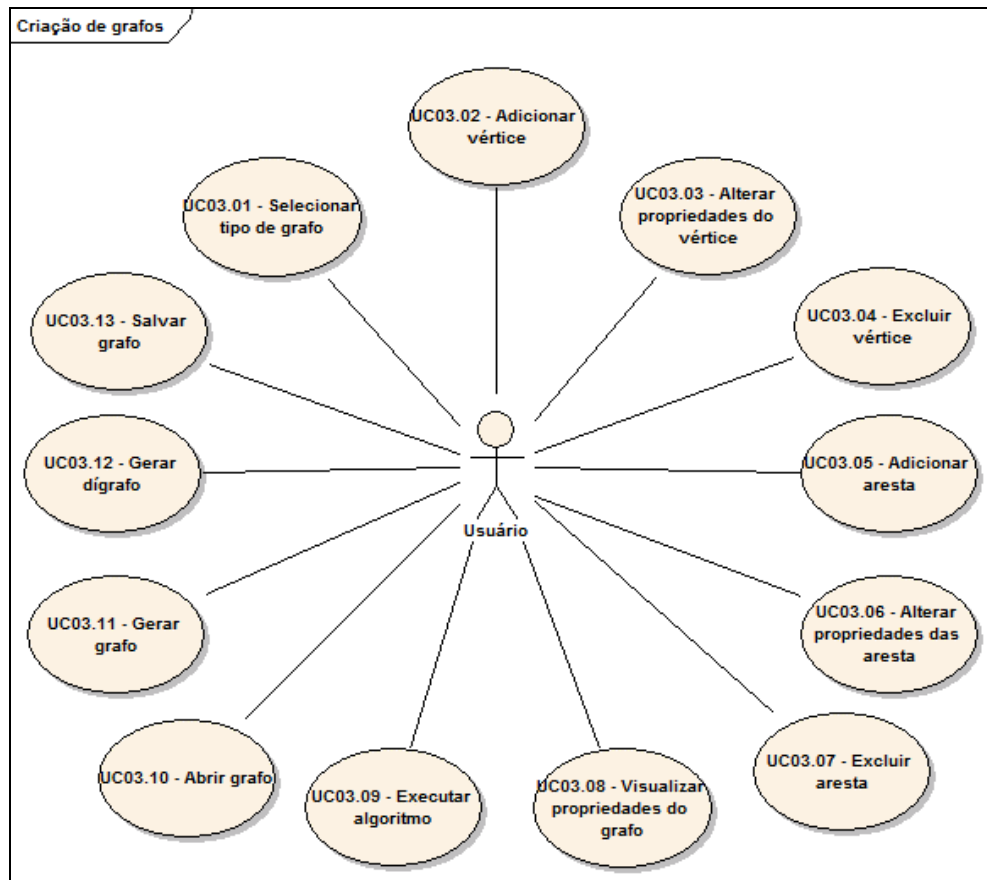 Criação de grafos
UC03.02 - Adicionar
vértice
UC03.01 - Selecionar
tipo de grafo
UC03.03 - Alterar
propriedades do
vértice
UC03.13 - Salvar
grafo
UC03.04 - Excluir
vértice
UC03.12 - Gerar
dígrafo
UC03.05 - Adicionar
aresta
Usuário
UC03.11 - Gerar
grafo
UC03.06 - Alterar
propriedades das
aresta
UC03.10 - Abrir grafo
UC03.09 - Executar
algoritmo
UC03.08 - Visualizar
propriedades do
grafo
UC03.07 - Excluir
aresta